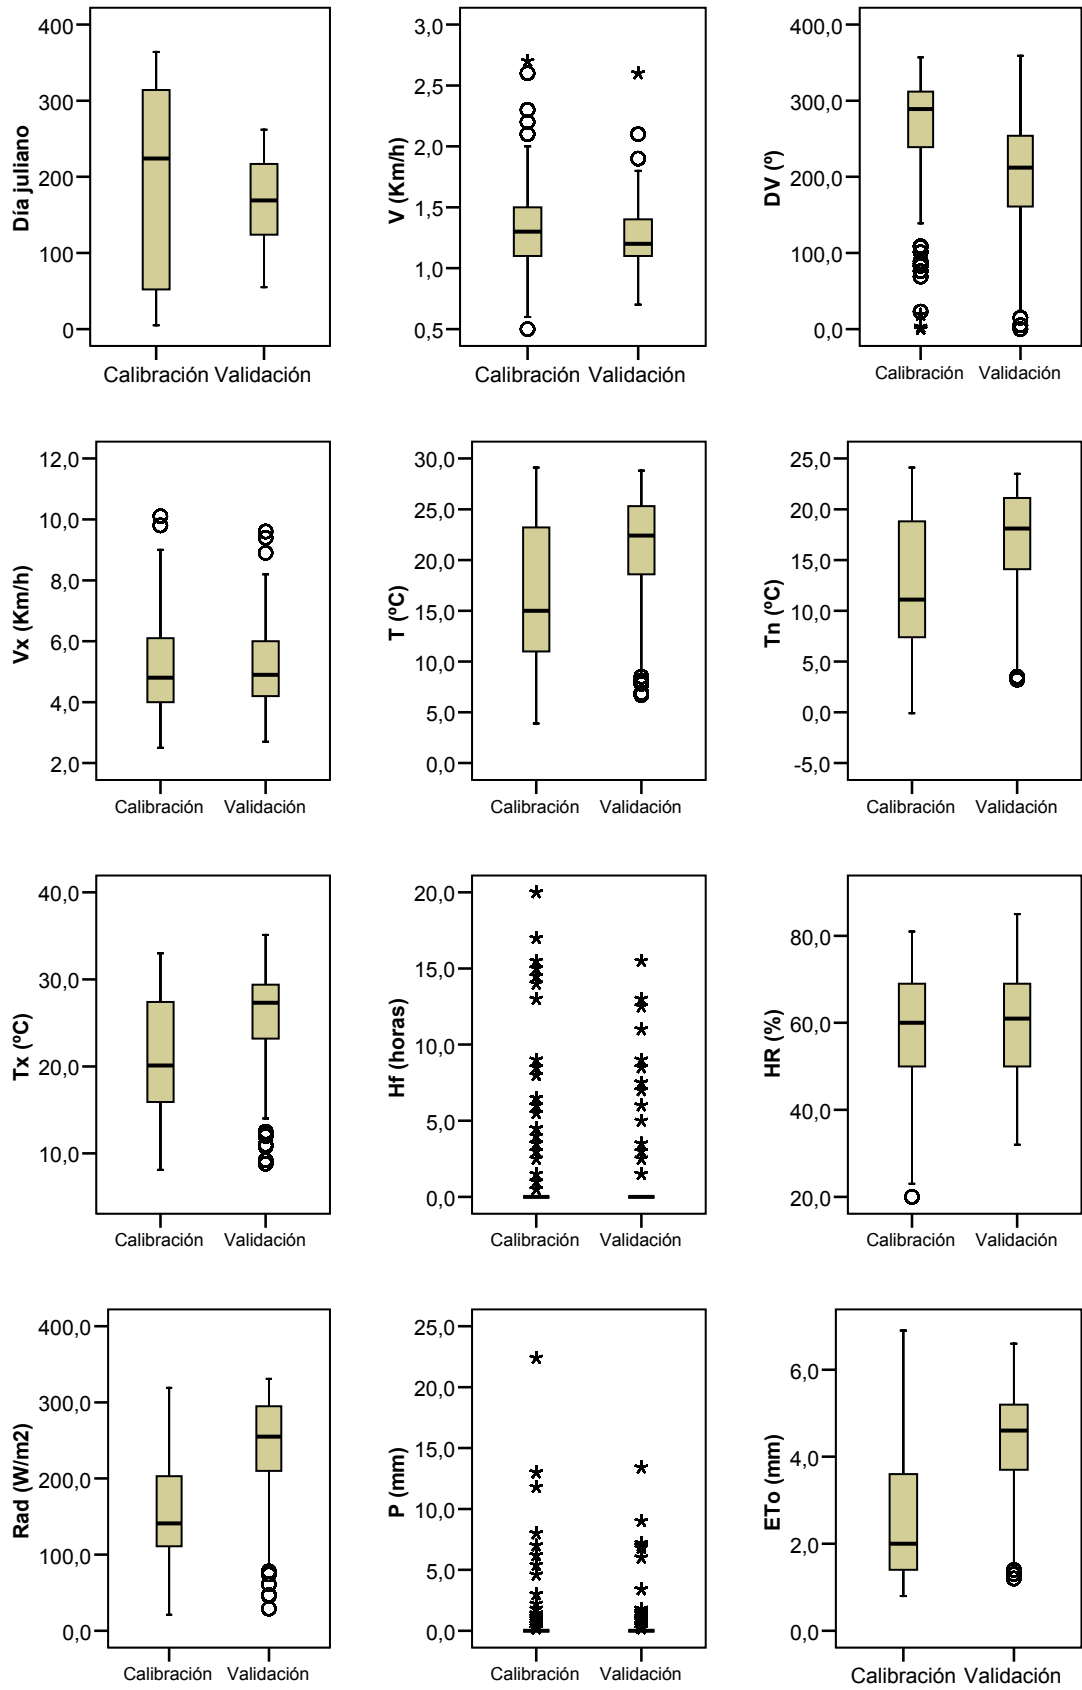 Día juliano
400
300
200
100
0
Calibración Validación
V (Km/h)
3,0
2,5
2,0
1,5
1,0
0,5
Calibración Validación
DV (º)
400,0
300,0
200,0
100,0
0,0
Calibración Validación
Vx (Km/h)
12,0
10,0
8,0
6,0
4,0
2,0
Calibración Validación
T (ºC)
30,0
25,0
20,0
15,0
10,0
5,0
0,0
Calibración Validación
Tn (ºC)
25,0
20,0
15,0
10,0
5,0
0,0
-5,0
Calibración Validación
Tx (ºC)
40,0
30,0
20,0
10,0
Calibración Validación
Hf (horas)
20,0
15,0
10,0
5,0
0,0
Calibración Validación
HR (%)
80,0
60,0
40,0
20,0
Calibración Validación
Rad (W/m2)
400,0
300,0
200,0
100,0
0,0
Calibración Validación
P (mm)
25,0
20,0
15,0
10,0
5,0
0,0
Calibración Validación
ETo (mm)
6,0
4,0
2,0
0,0
Calibración Validación